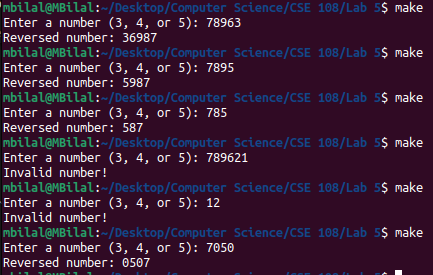 mbilal@MBilal:~/Desktop/Computer Science/CSE 108/Lab 5$ make
Enter a number (3, 4, or 5): 78963
Reversed number: 36987
mbilal@MBilal:~/Desktop/Computer Science/CSE 108/Lab 5$ make
Enter a number (3, 4, or 5): 7895
Reversed number: 5987
mbilal@MBilal:~/Desktop/Computer Science/CSE 108/Lab 5$ make
Enter a number (3, 4, or 5): 785
Reversed number: 587
mbilal@MBilal:~/Desktop/Computer Science/CSE 108/Lab 5$ make
Enter a number (3, 4, or 5): 789621
Invalid number!
mbilal@MBilal:~/Desktop/Computer Science/CSE 108/Lab 5$ make
Enter a number (3, 4, or 5): 12
Invalid number!
mbilal@MBilal:~/Desktop/Computer Science/CSE 108/Lab 5$ make
Enter a number (3, 4, or 5): 7050
Reversed number: 0507
mbilal@MBilal:~/Desktop/Computer Science/CSE 108/Lab 5$